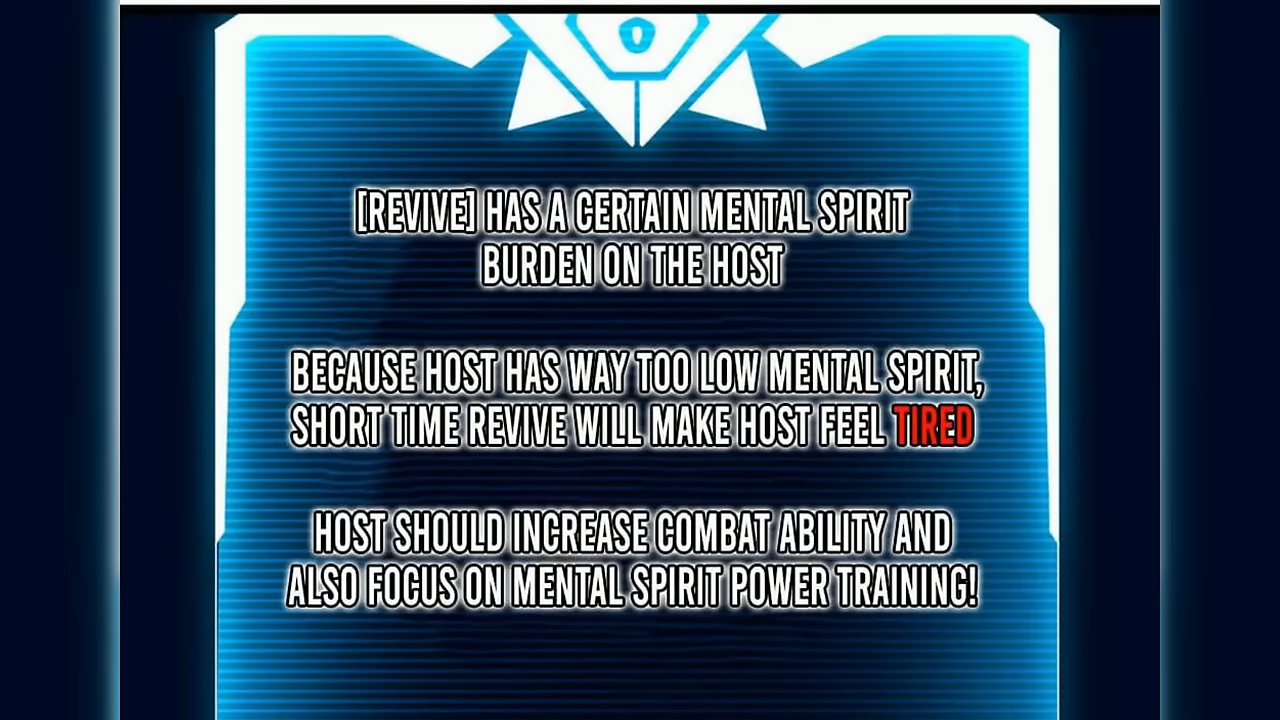 [REVIVE] HAS A CERTAIN MENTAL SPIRIT
BURDEN ON THE HOST
BECAUSE HOST HAS WAY TOO LOW MENTAL SPIRIT,
SHORT TIME REVIVE WILL MAKE HOST FEEL TIRED
HOST SHOULD INCREASE COMBAT ABILITY AND
ALSO FOCUS ON MENTAL SPIRIT POWER TRAINING!